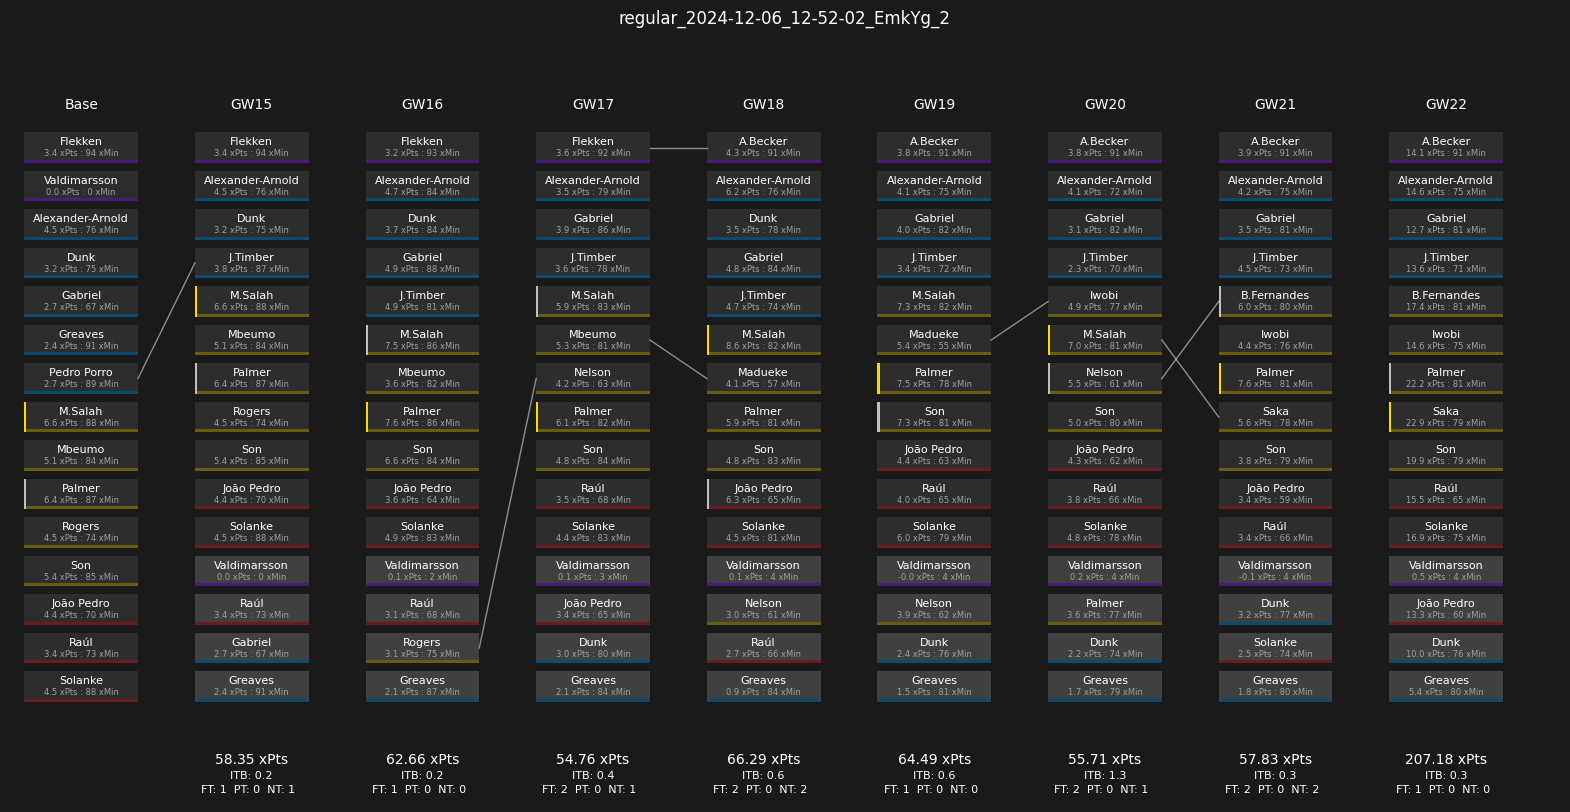 regular_2024-12-06_12-52-02_EmkYg_2
Base
Flekken
3.4 xPts : 94 xMin
Valdimarsson
0.0 xPts : 0 xMin
Alexander-Arnold
4.5 xPts : 76 xMin
Dunk
3.2 xPts : 75 xMin
Gabriel
2.7 xPts : 67 xMin
Greaves
2.4 xPts : 91 xMin
Pedro Porro
2.7 xPts : 89 xMin
M.Salah
6.6 xPts : 88 xMin
Mbeumo
5.1 xPts : 84 xMin
Palmer
6.4 xPts : 87 xMin
Rogers
4.5 xPts : 74 xMin
Son
5.4 xPts : 85 xMin
João Pedro
4.4 xPts : 70 xMin
Raúl
3.4 xPts : 73 xMin
Solanke
4.5 xPts : 88 xMin
GW15
Flekken
3.4 xPts : 94 xMin
Alexander-Arnold
4.5 xPts : 76 xMin
Dunk
3.2 xPts : 75 xMin
J.Timber
3.8 xPts : 87 xMin
M.Salah
6.6 xPts : 88 xMin
Mbeumo
5.1 xPts : 84 xMin
Palmer
6.4 xPts : 87 xMin
Rogers
4.5 xPts : 74 xMin
Son
5.4 xPts : 85 xMin
João Pedro
4.4 xPts : 70 xMin
Solanke
4.5 xPts : 88 xMin
Valdimarsson
0.0 xPts : 0 xMin
Raúl
3.4 xPts : 73 xMin
Gabriel
2.7 xPts : 67 xMin
Greaves
2.4 xPts : 91 xMin
58.35 xPts
ITB: 0.2
FT: 1 PT: 0 NT: 1
GW16
Flekken
3.2 xPts : 93 xMin
Alexander-Arnold
4.7 xPts : 84 xMin
Dunk
3.7 xPts : 84 xMin
Gabriel
4.9 xPts : 88 xMin
J.Timber
4.9 xPts : 81 xMin
M.Salah
7.5 xPts : 86 xMin
Mbeumo
3.6 xPts : 82 xMin
Palmer
7.6 xPts : 86 xMin
Son
6.6 xPts : 84 xMin
João Pedro
3.6 xPts : 64 xMin
Solanke
4.9 xPts : 83 xMin
Valdimarsson
0.1 xPts : 2 xMin
Raúl
3.1 xPts : 68 xMin
Rogers
3.1 xPts : 75 xMin
Greaves
2.1 xPts : 87 xMin
62.66 xPts
ITB: 0.2
FT: 1 PT: 0 NT: 0
GW17
Flekken
3.6 xPts : 92 xMin
Alexander-Arnold
3.5 xPts : 79 xMin
Gabriel
3.9 xPts : 86 xMin
J.Timber
3.6 xPts : 78 xMin
M.Salah
5.9 xPts : 83 xMin
Mbeumo
5.3 xPts : 81 xMin
Nelson
4.2 xPts : 63 xMin
Palmer
6.1 xPts : 82 xMin
Son
4.8 xPts : 84 xMin
Raúl
3.5 xPts : 68 xMin
Solanke
4.4 xPts : 83 xMin
Valdimarsson
0.1 xPts : 3 xMin
João Pedro
3.4 xPts : 65 xMin
Dunk
3.0 xPts : 80 xMin
Greaves
2.1 xPts : 84 xMin
54.76 xPts
ITB: 0.4
FT: 2 PT: 0 NT: 1
GW18
A.Becker
4.3 xPts : 91 xMin
Alexander-Arnold
6.2 xPts : 76 xMin
Dunk
3.5 xPts : 78 xMin
Gabriel
4.8 xPts : 84 xMin
J.Timber
4.7 xPts : 74 xMin
M.Salah
8.6 xPts : 82 xMin
Madueke
4.1 xPts : 57 xMin
Palmer
5.9 xPts : 81 xMin
Son
4.8 xPts : 83 xMin
João Pedro
6.3 xPts : 65 xMin
Solanke
4.5 xPts : 81 xMin
Valdimarsson
0.1 xPts : 4 xMin
Nelson
3.0 xPts : 61 xMin
Raúl
2.7 xPts : 66 xMin
Greaves
0.9 xPts : 84 xMin
66.29 xPts
ITB: 0.6
FT: 2 PT: 0 NT: 2
GW19
A.Becker
3.8 xPts : 91 xMin
Alexander-Arnold
4.1 xPts : 75 xMin
Gabriel
4.0 xPts : 82 xMin
J.Timber
3.4 xPts : 72 xMin
M.Salah
7.3 xPts : 82 xMin
Madueke
5.4 xPts : 55 xMin
Palmer
7.5 xPts : 78 xMin
Son
7.3 xPts : 81 xMin
João Pedro
4.4 xPts : 63 xMin
Raúl
4.0 xPts : 65 xMin
Solanke
6.0 xPts : 79 xMin
Valdimarsson
-0.0 xPts : 4 xMin
Nelson
3.9 xPts : 62 xMin
Dunk
2.4 xPts : 76 xMin
Greaves
1.5 xPts : 81 xMin
64.49 xPts
ITB: 0.6
FT: 1 PT: 0 NT: 0
GW20
A.Becker
3.8 xPts : 91 xMin
Alexander-Arnold
4.1 xPts : 72 xMin
Gabriel
3.1 xPts : 82 xMin
J.Timber
2.3 xPts : 70 xMin
Iwobi
4.9 xPts : 77 xMin
M.Salah
7.0 xPts : 81 xMin
Nelson
5.5 xPts : 61 xMin
Son
5.0 xPts : 80 xMin
João Pedro
4.3 xPts : 62 xMin
Raúl
3.8 xPts : 66 xMin
Solanke
4.8 xPts : 78 xMin
Valdimarsson
0.2 xPts : 4 xMin
Palmer
3.6 xPts : 77 xMin
Dunk
2.2 xPts : 74 xMin
Greaves
1.7 xPts : 79 xMin
55.71 xPts
ITB: 1.3
FT: 2 PT: 0 NT: 1
GW21
A.Becker
3.9 xPts : 91 xMin
Alexander-Arnold
4.2 xPts : 75 xMin
Gabriel
3.5 xPts : 81 xMin
J.Timber
4.5 xPts : 73 xMin
B.Fernandes
6.0 xPts : 80 xMin
Iwobi
4.4 xPts : 76 xMin
Palmer
7.6 xPts : 81 xMin
Saka
5.6 xPts : 78 xMin
Son
3.8 xPts : 79 xMin
João Pedro
3.4 xPts : 59 xMin
Raúl
3.4 xPts : 66 xMin
Valdimarsson
-0.1 xPts : 4 xMin
Dunk
3.2 xPts : 77 xMin
Solanke
2.5 xPts : 74 xMin
Greaves
1.8 xPts : 80 xMin
57.83 xPts
ITB: 0.3
FT: 2 PT: 0 NT: 2
GW22
A.Becker
14.1 xPts : 91 xMin
Alexander-Arnold
14.6 xPts : 75 xMin
Gabriel
12.7 xPts : 81 xMin
J.Timber
13.6 xPts : 71 xMin
B.Fernandes
17.4 xPts : 81 xMin
Iwobi
14.6 xPts : 75 xMin
Palmer
22.2 xPts : 81 xMin
Saka
22.9 xPts : 79 xMin
Son
19.9 xPts : 79 xMin
Raúl
15.5 xPts : 65 xMin
Solanke
16.9 xPts : 75 xMin
Valdimarsson
0.5 xPts : 4 xMin
João Pedro
13.3 xPts : 60 xMin
Dunk
10.0 xPts : 76 xMin
Greaves
5.4 xPts : 80 xMin
207.18 xPts
ITB: 0.3
FT: 1 PT: 0 NT: 0